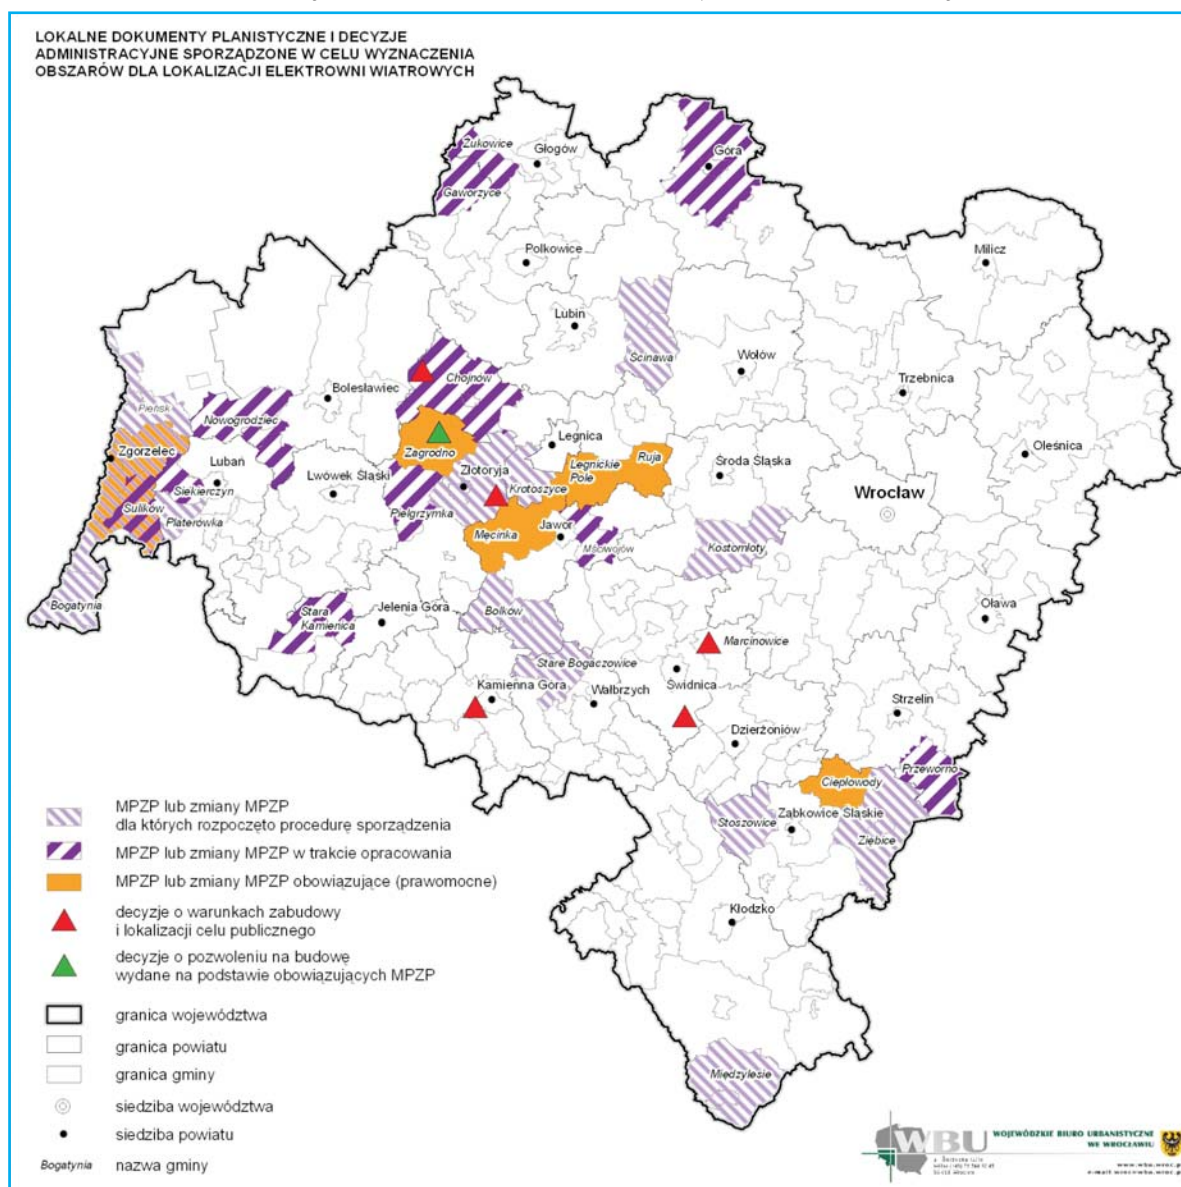 LOKALNE DOKUMENTY PLANISTYCZNE I DECYZJE
ADMINISTRACYJNE SPORZĄDZONE W CELU WYZNACZENIA
OBSZARÓW DLA LOKALIZACJI ELEKTROWNI WIATROWYCH
Żukowice
Głogów
Góra
Gaworzyce
Polkowice
Milicz
Lubin
Ścinawa
Wołów
Chojnów
Trzebnica
Bolesławiec
Pieńsk
Nowogrodziec
Zagrodno
Legnica
Oleśnica
Zgorzelec
Lubań
Złotoryja
Legnickie
Pole
Ruja
Środa Śląska
Siekierczyn
Lwówek Śląski
Krotoszyce
Wrocław
Sulików
Pielgrzymka
Platerówka
Męcinka
Jawor
Mściwojów
Kostomłoty
Bogatynia
Stara
Kamienica
Jelenia Góra
Bolków
Oława
Marcinowice
Stare Bogaczowice
Świdnica
Kamienna Góra
Wałbrzych
Strzelin
Dzierżoniów
Ciepłowody
Przeworno
Stoszowice
Ząbkowice Śląskie
Ziębice
Kłodzko
Międzylesie
MPZP lub zmiany MPZP
dla których rozpoczęto procedurę sporządzenia
MPZP lub zmiany MPZP w trakcie opracowania
MPZP lub zmiany MPZP obowiązujące (prawomocne)
decyzje o warunkach zabudowy
i lokalizacji celu publicznego
decyzje o pozwoleniu na budowę
wydane na podstawie obowiązujących MPZP
granica województwa
granica powiatu
granica gminy
siedziba województwa
siedziba powiatu
Bogatynia
nazwa gminy
WBU
WOJEWÓDZKIE BIURO URBANISTYCZNE
WE WROCŁAWIU